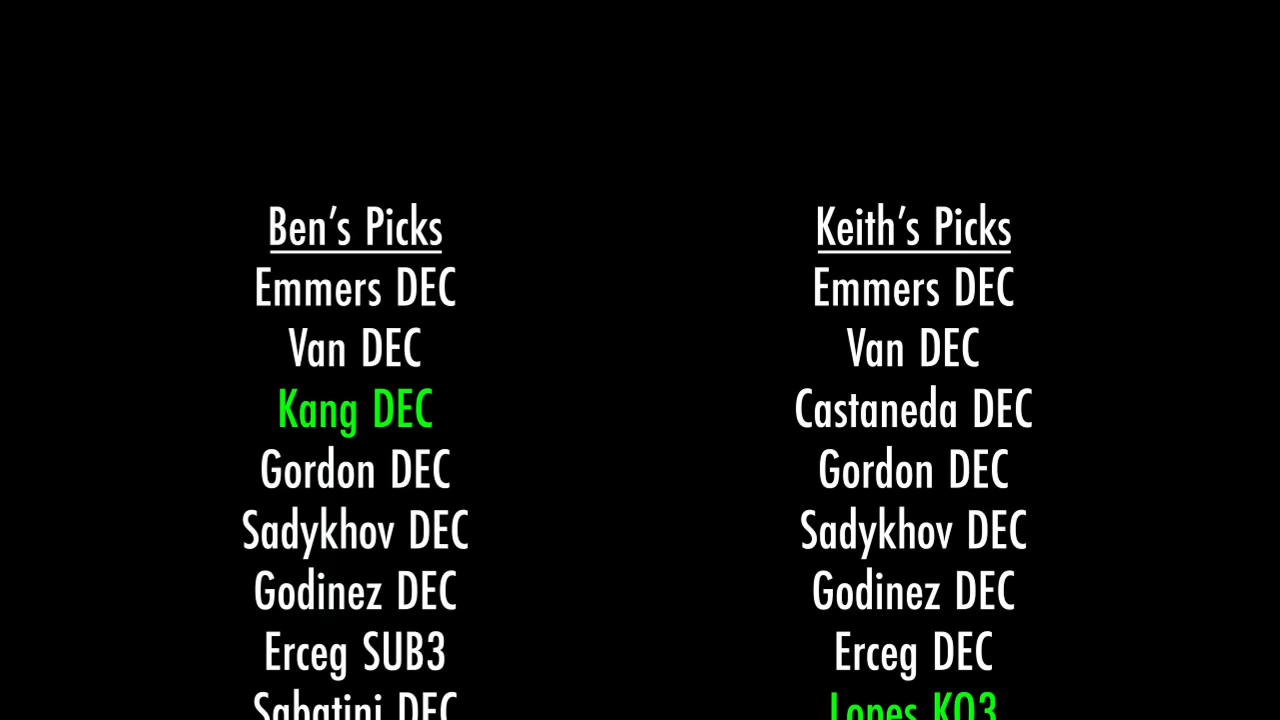 Ben's Picks
Emmers DEC
Van DEC
Kang DEC
Gordon DEC
Sadykhov DEC
Godinez DEC
Erceg SUB3
Sabatini DEC
Keith's Picks
Emmers DEC
Van DEC
Castaneda DEC
Gordon DEC
Sadykhov DEC
Godinez DEC
Erceg DEC
Lopes KO3